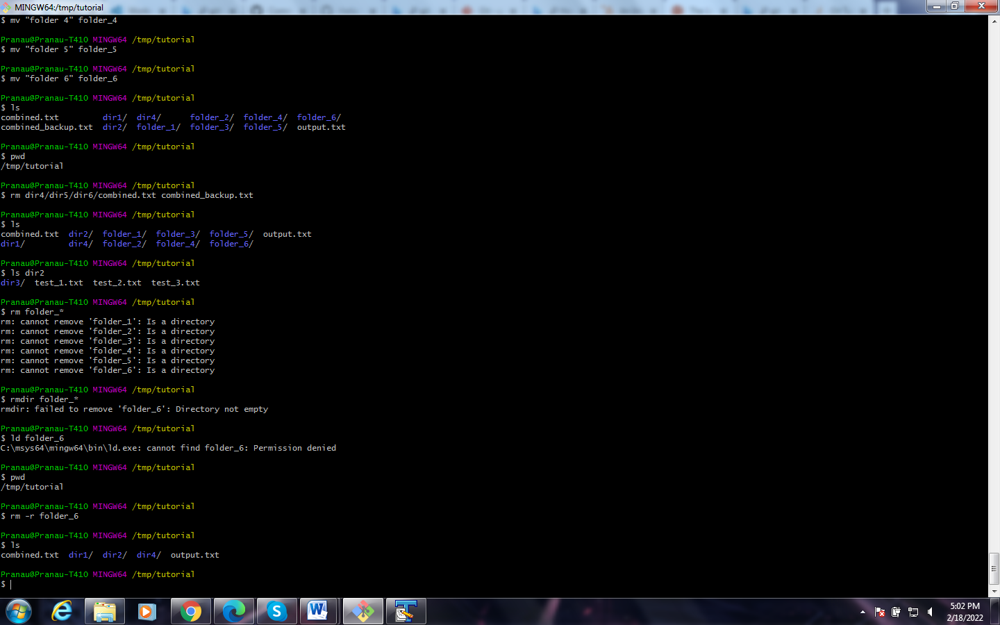 MINGW64:/tmp/tutorial
$ mv "folder 4" folder_4
Pranau@Pranau-T410 MINGW64 /tmp/tutorial
$ mv "folder 5" folder_5
Pranau@Pranau-T410 MINGW64 /tmp/tutorial
$ mv "folder 6" folder_6
Pranau@Pranau-T410 MINGW64 /tmp/tutorial
$ ls
combined.txt         dir1/  dir4/      folder_2/  folder_4/  folder_6/
combined_backup.txt  dir2/  folder_1/  folder_3/  folder_5/  output.txt
Pranau@Pranau-T410 MINGW64 /tmp/tutorial
$ pwd
/tmp/tutorial
Pranau@Pranau-T410 MINGW64 /tmp/tutorial
$ rm dir4/dir5/dir6/combined.txt combined_backup.txt
Pranau@Pranau-T410 MINGW64 /tmp/tutorial
$ ls
combined.txt  dir2/  folder_1/  folder_3/  folder_5/  output.txt
dir1/         dir4/  folder_2/  folder_4/  folder_6/
Pranau@Pranau-T410 MINGW64 /tmp/tutorial
$ ls dir2
dir3/  test_1.txt  test_2.txt  test_3.txt
Pranau@Pranau-T410 MINGW64 /tmp/tutorial
$ rm folder_*
rm: cannot remove 'folder_1': Is a directory
rm: cannot remove 'folder_2': Is a directory
rm: cannot remove 'folder_3': Is a directory
rm: cannot remove 'folder_4': Is a directory
rm: cannot remove 'folder_5': Is a directory
rm: cannot remove 'folder_6': Is a directory
Pranau@Pranau-T410 MINGW64 /tmp/tutorial
$ rmdir folder_*
rmdir: failed to remove 'folder_6': Directory not empty
Pranau@Pranau-T410 MINGW64 /tmp/tutorial
$ ld folder_6
C:\msys64\mingw64\bin\ld.exe: cannot find folder_6: Permission denied
Pranau@Pranau-T410 MINGW64 /tmp/tutorial
$ pwd
/tmp/tutorial
Pranau@Pranau-T410 MINGW64 /tmp/tutorial
$ rm -r folder_6
Pranau@Pranau-T410 MINGW64 /tmp/tutorial
$ ls
combined.txt  dir1/  dir2/  dir4/  output.txt
Pranau@Pranau-T410 MINGW64 /tmp/tutorial
$
5:02 PM
2/18/2022